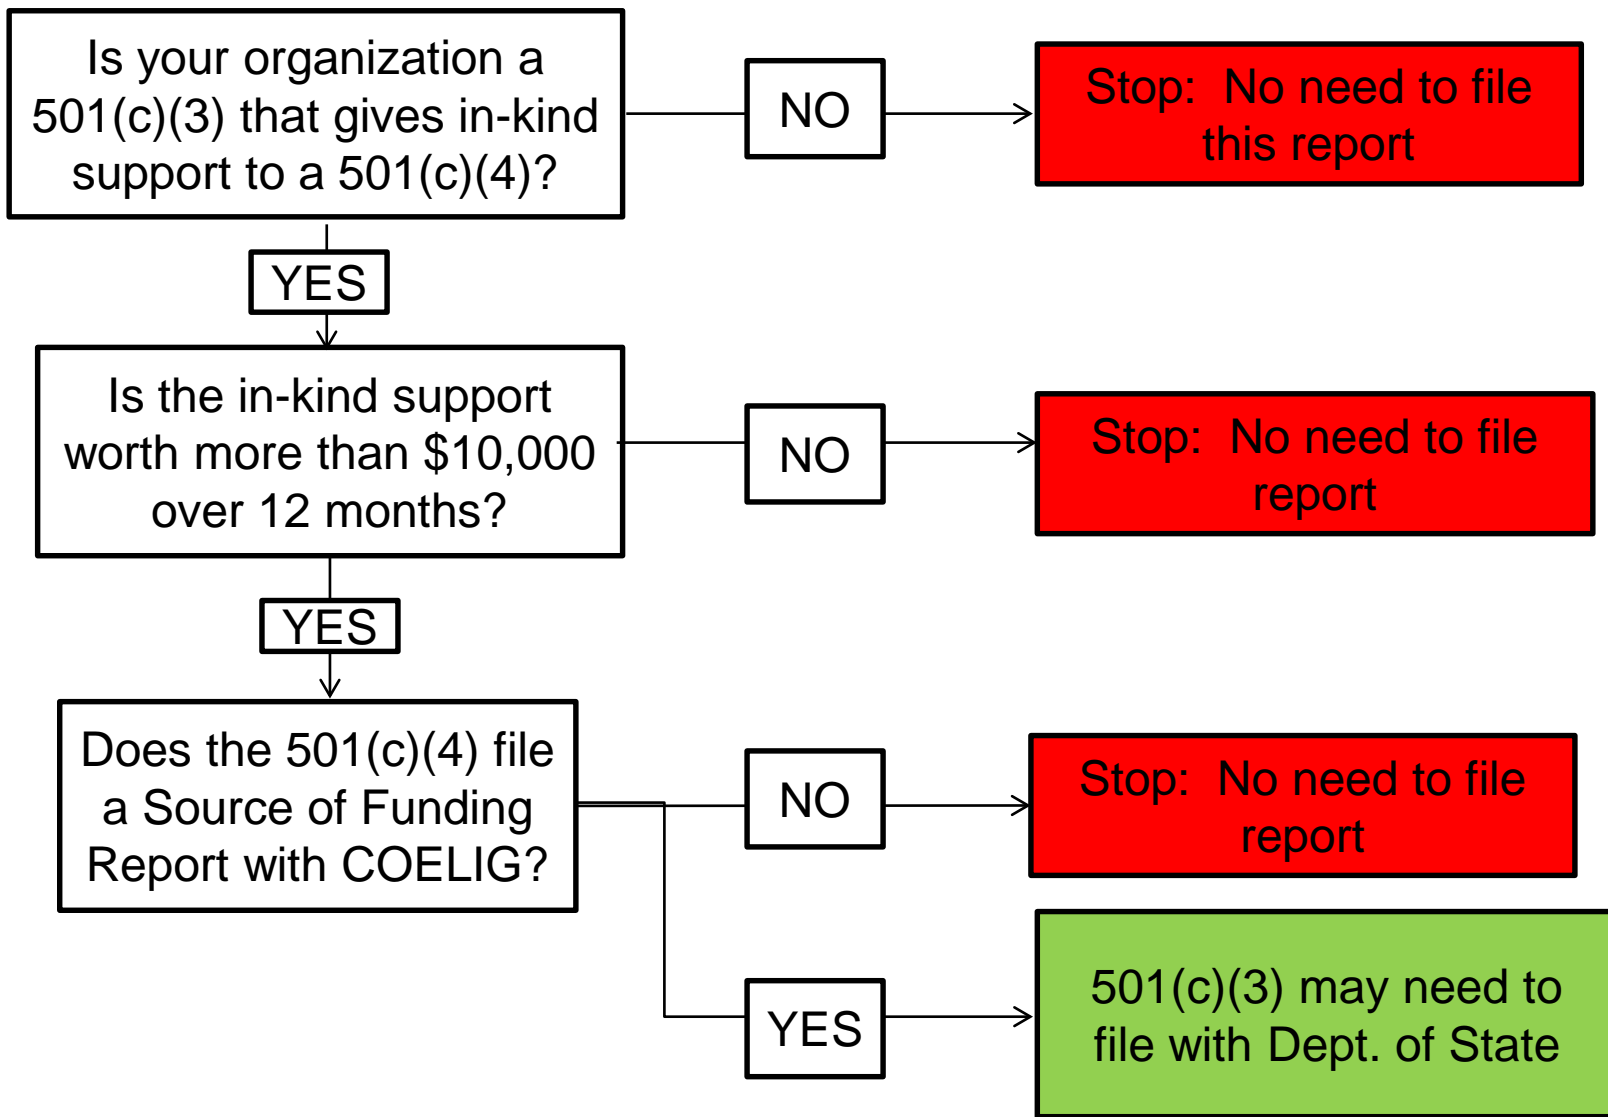 Is your organization a
501(c)(3) that gives in-kind
support to a 501(c)(4)?
NO
Stop:  No need to file
this report
YES
Is the in-kind support
worth more than $10,000
over 12 months?
NO
Stop:  No need to file
report
YES
Does the 501(c)(4) file
a Source of Funding
Report with COELIG?
NO
Stop:  No need to file
report
YES
501(c)(3) may need to
file with Dept. of State